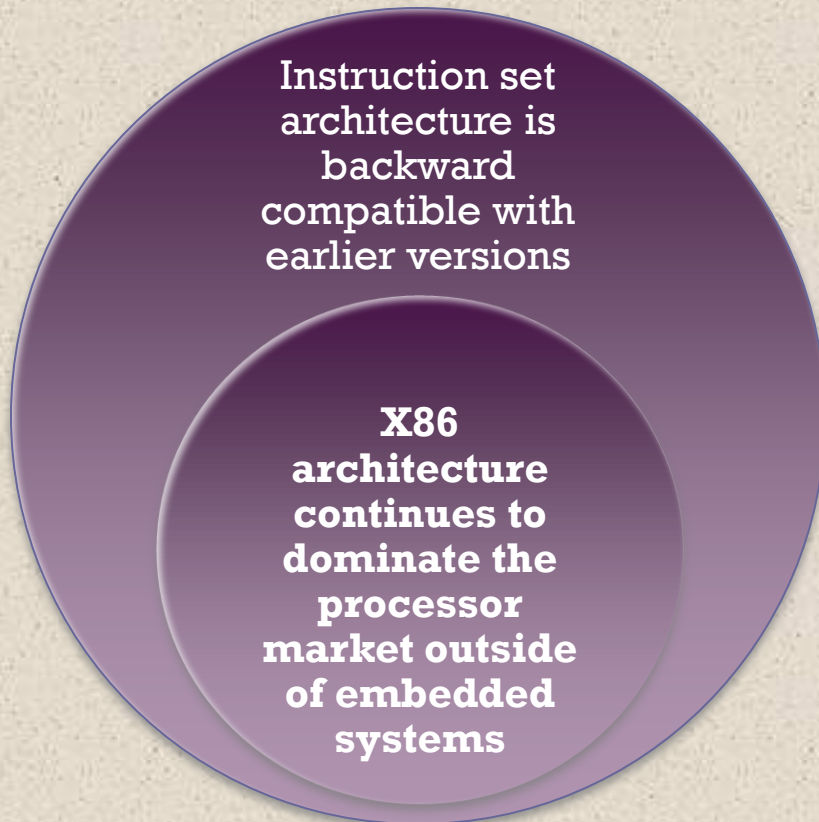 Instruction set
architecture is
backward
compatible with
earlier versions
X86
architecture
continues to
dominate the
processor
market outside
of embedded
systems